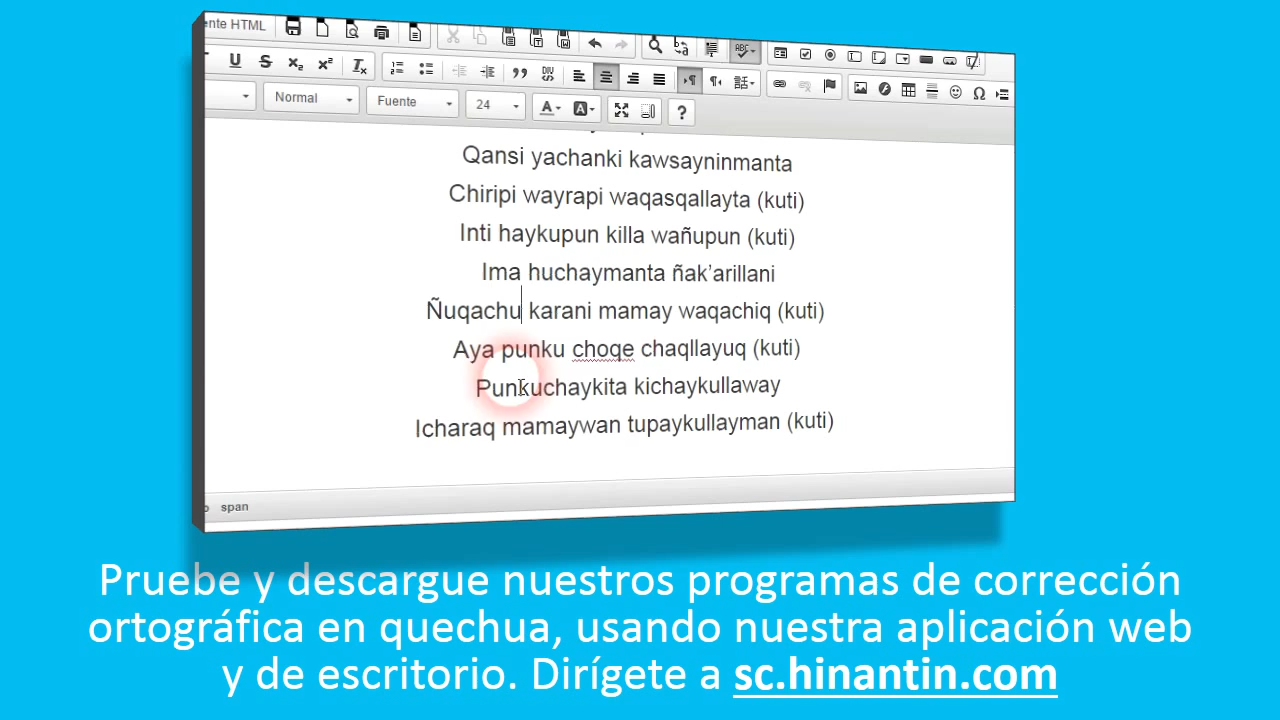 ente HTML
Normal Fuente 24
Qansi yachanki kawsayninmanta
Chiripi wayrapi waqasqallayta (kuti)
Inti haykupun killa wañupun (kuti)
Ima huchaymanta ñak’arillani
Ñuqachu karani mamay waqachiq (kuti)
Aya punku choqe chaqllayuq (kuti)
Punkuchaykita kichaykullaway
Icharaq mamaywan tupaykullayman (kuti)
span
Pruebe y descargue nuestros programas de corrección
ortográfica en quechua, usando nuestra aplicación web
y de escritorio. Dirígete a sc.hinantin.com